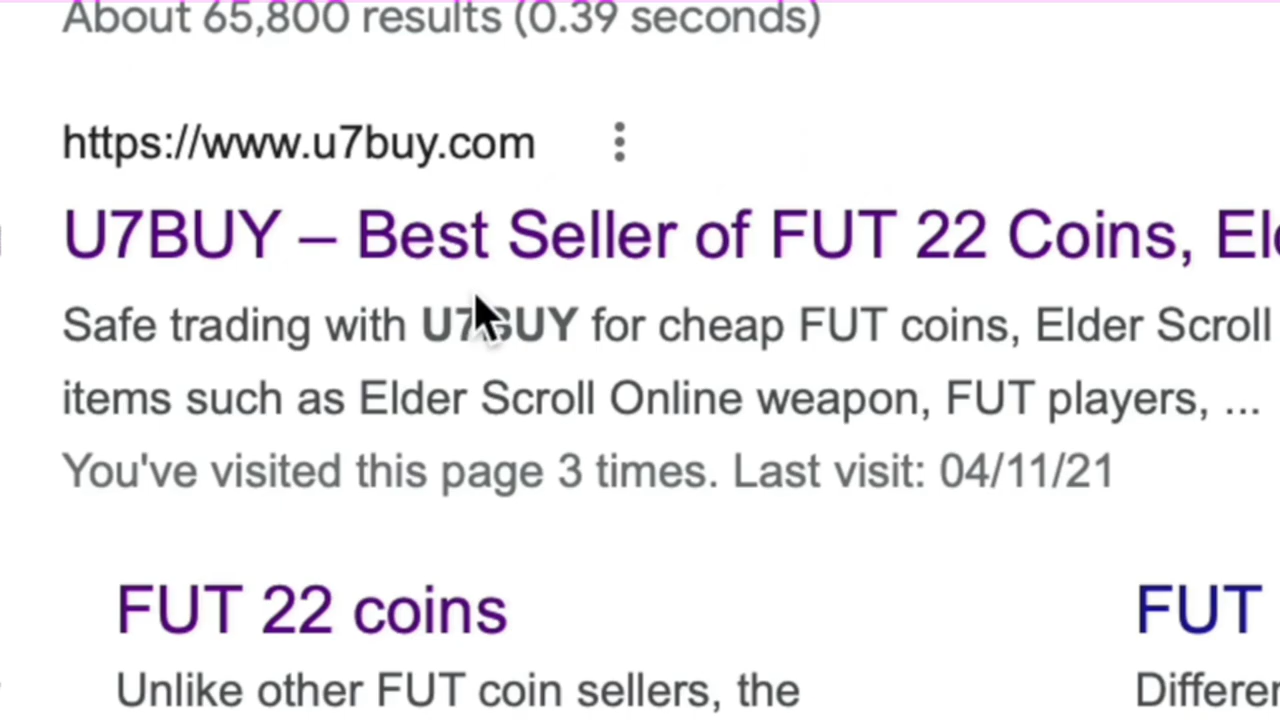 About 65,800 results (0.39 seconds)
https://www.u7buy.com
U7BUY – Best Seller of FUT 22 Coins,
Safe trading with U7BUY for cheap FUT coins, Elder Scroll
items such as Elder Scroll Online weapon, FUT players, ...
You've visited this page 3 times. Last visit: 04/11/21
FUT 22 coins
FUT
Unlike other FUT coin sellers, the